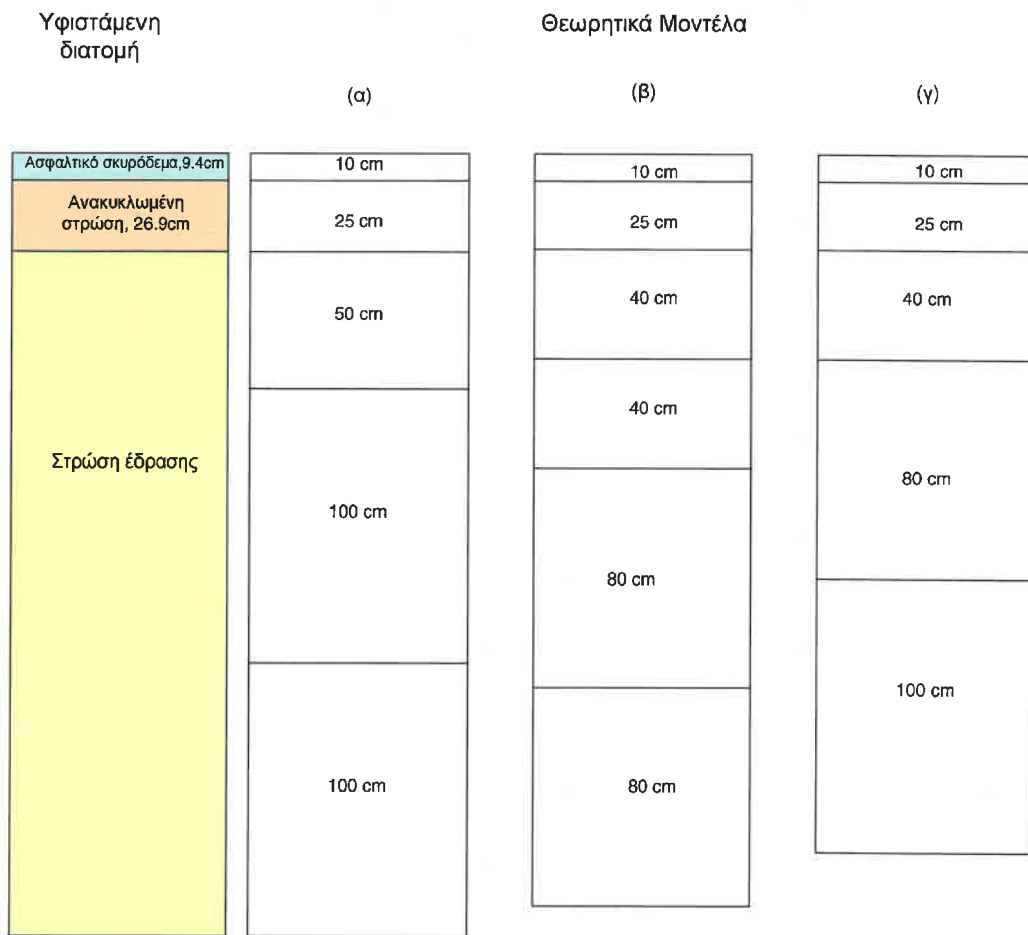 Υφιστάμενη
διατομή
Θεωρητικά Μοντέλα
(α)
(β)
(γ)
Ασφαλτικό σκυρόδεμα,9.4cm
Ανακυκλωμένη
στρώση, 26.9cm
Στρώση έδρασης
10 cm
25 cm
50 cm
100 cm
100 cm
10 cm
25 cm
40 cm
40 cm
80 cm
80 cm
10 cm
25 cm
40 cm
80 cm
100 cm